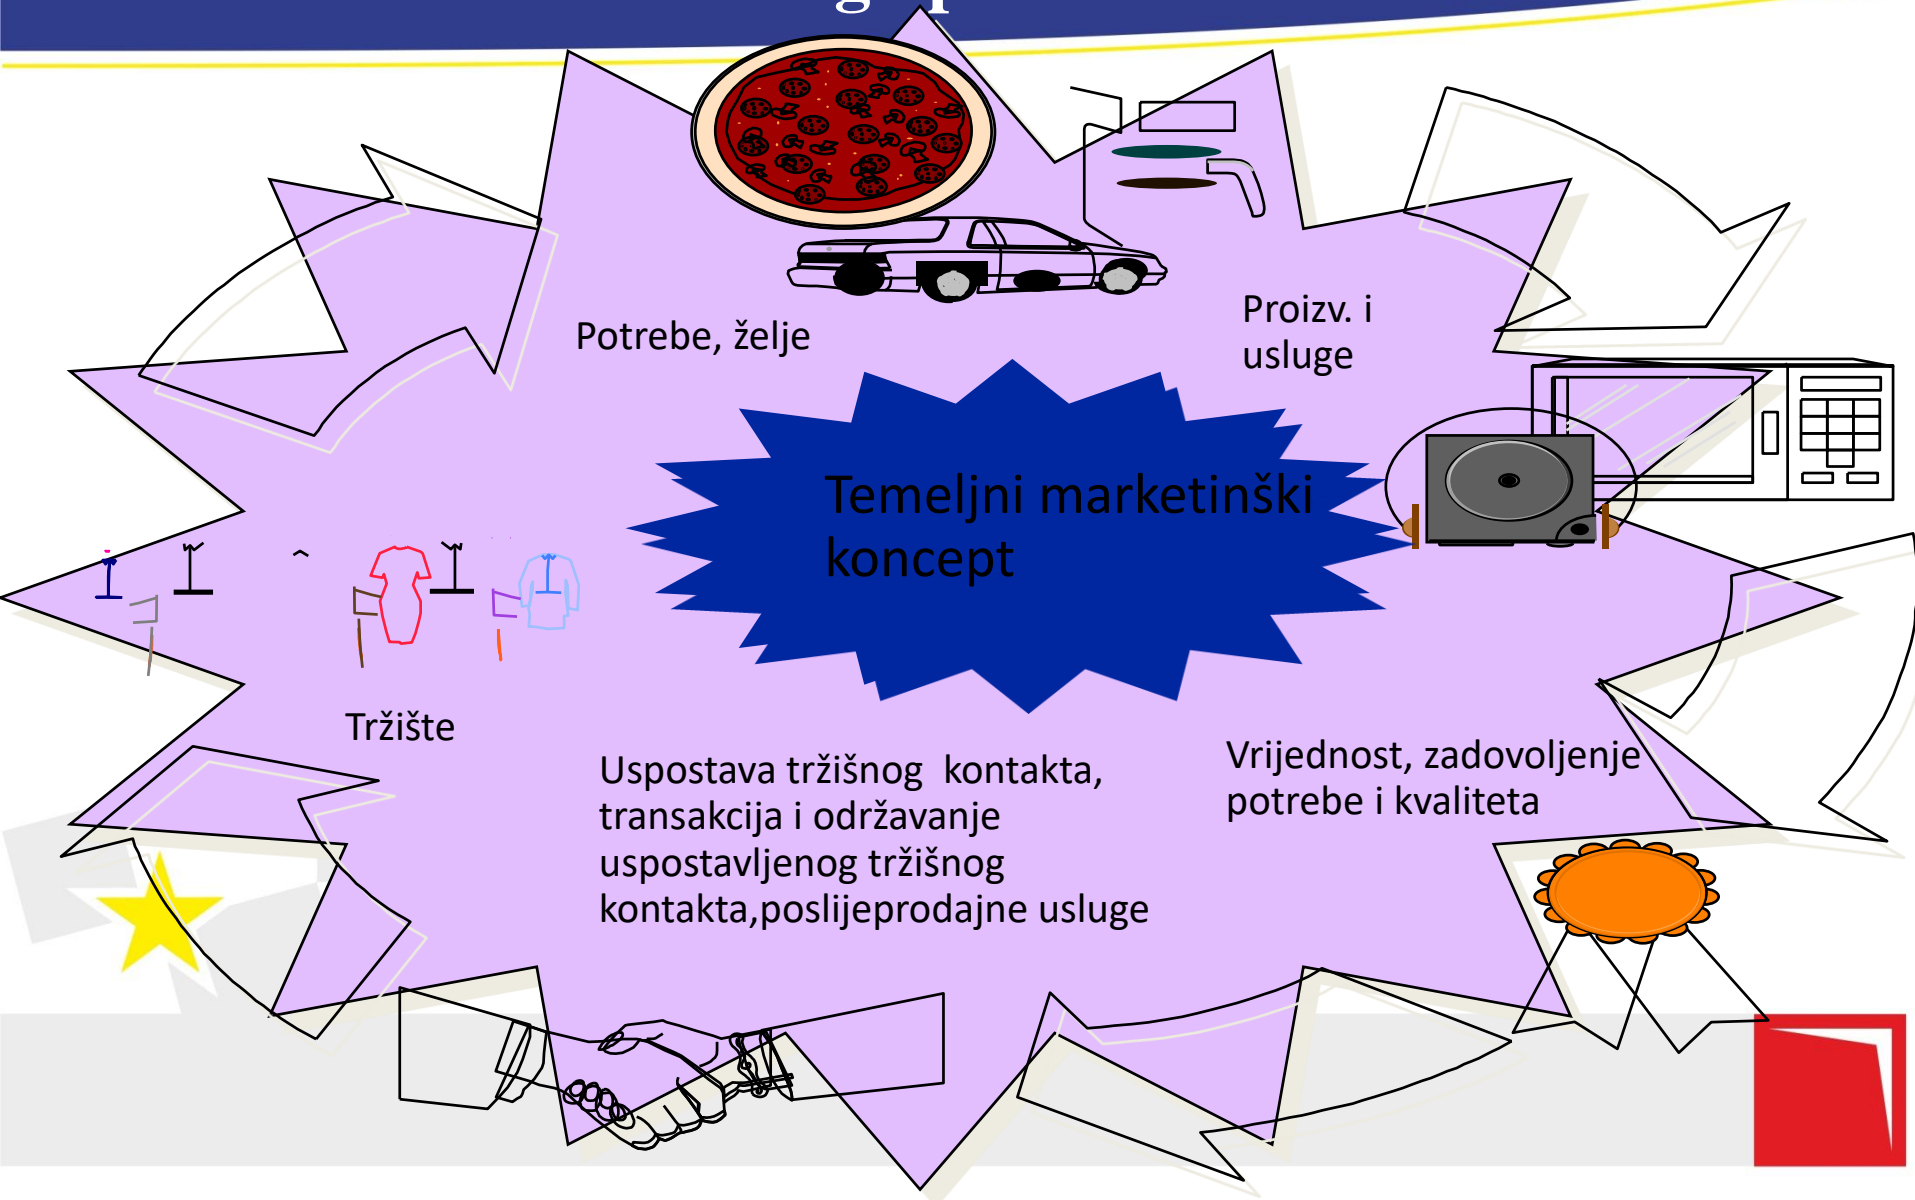 Potrebe, želje
Proizv. i
usluge
Temeljni marketinški
koncept
Tržište
Uspostava tržišnog  kontakta,
transakcija i održavanje
uspostavljenog tržišnog
kontakta,poslijeprodajne usluge
Vrijednost, zadovoljenje
potrebe i kvaliteta